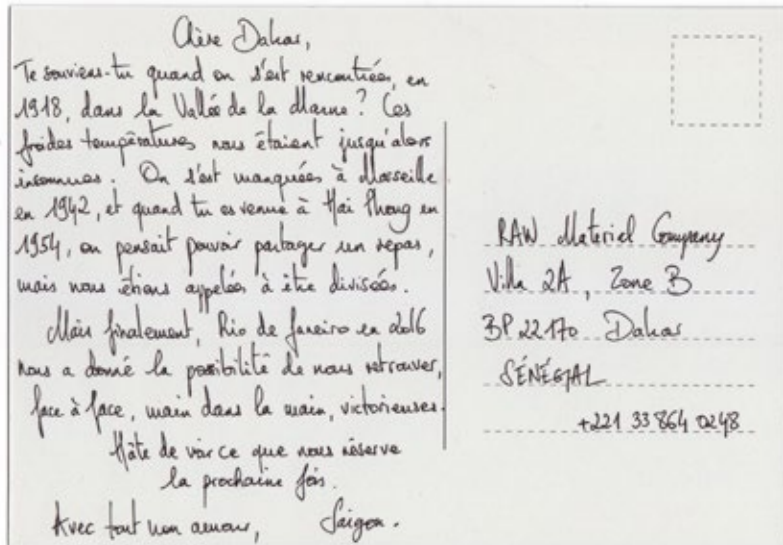 Chère Dakar,
Te souviens-tu quand on s'est rencontrées, en
1918, dans la Vallée de la Marne ? Ces
froides températures nous étaient jusqu'alors
inconnues. On s'est manquées à Marseille
en 1942, et quand tu es venue à Hai Phong en
1954, on pensait pouvoir partager un repas,
mais nous étions appelées à être divisées.
Mais finalement, Rio de Janeiro en 2016
nous a donné la possibilité de nous retrouver,
face à face, main dans la main, victorieuses.
Hâte de voir ce que nous réserve
la prochaine fois.
Avec tout mon amour, Saigon.
RAW Material Company
Villa 2A, Zone B
BP 22170 Dakar
SÉNÉGAL
+221 33 864 0248